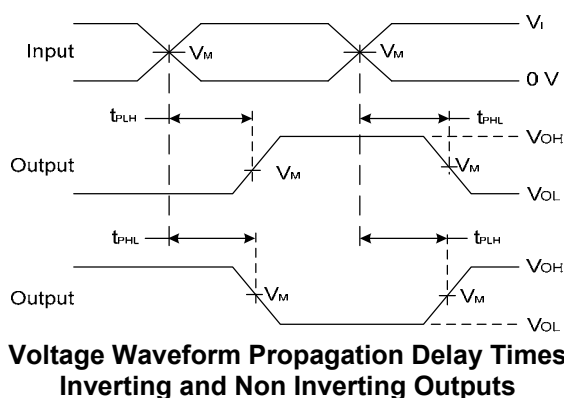 Input VM VM VI
0 V
tPLH tPHL
Output VM VM VOH
VOL
tPHL tPLH
Output VM VM VOH
VOL
Voltage Waveform Propagation Delay Times
Inverting and Non Inverting Outputs